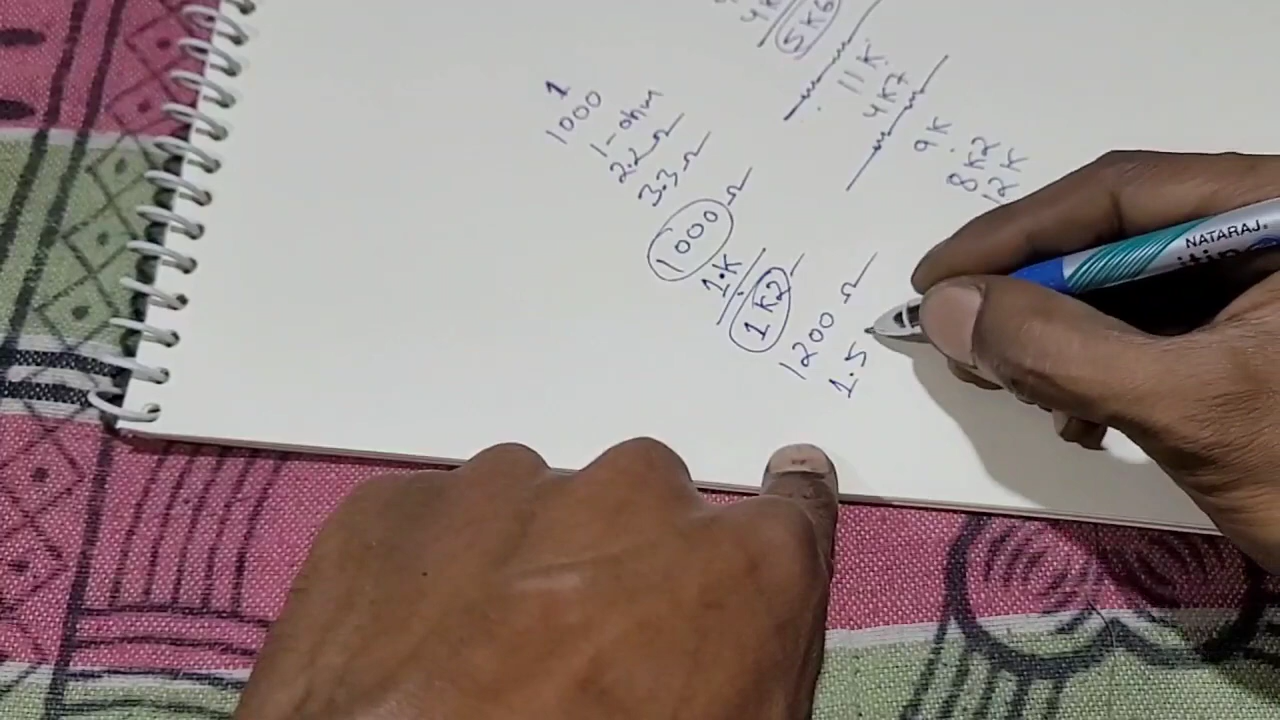 1
1000
1-ohm
2.2Ω
3.3Ω
1000Ω
1.K
1K2
1200Ω
1.5
5K6
11K
4K7
9K
8K2
12K
NATARAJ